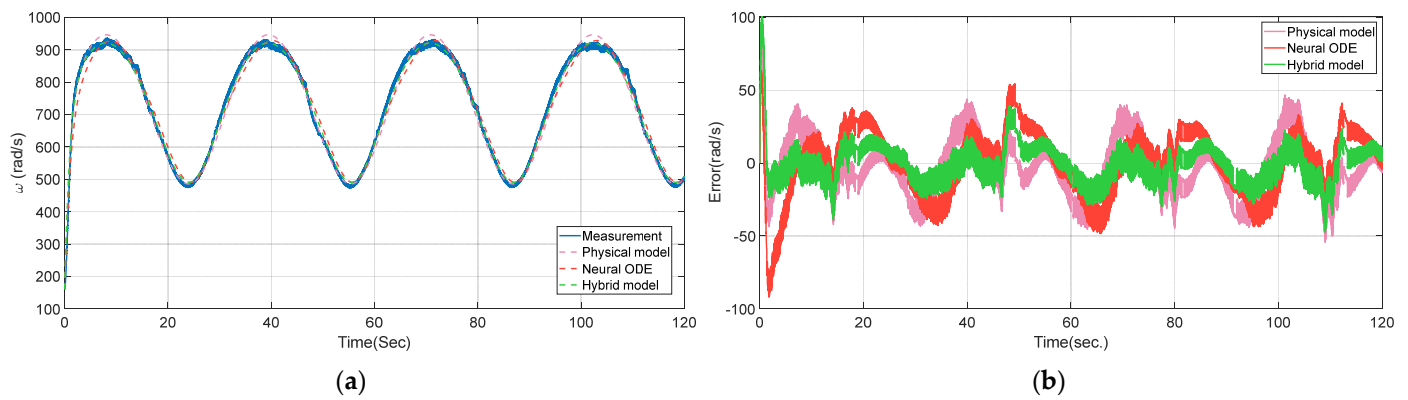 1000
900
800
700
600
500
400
300
200
100
ω (rad/s)
0 20 40 60 80 100 120
Time(Sec)
Measurement
Physical model
Neural ODE
Hybrid model
(a)
100
50
0
-50
-100
Error(rad/s)
0 20 40 60 80 100 120
Time(sec.)
Physical model
Neural ODE
Hybrid model
(b)